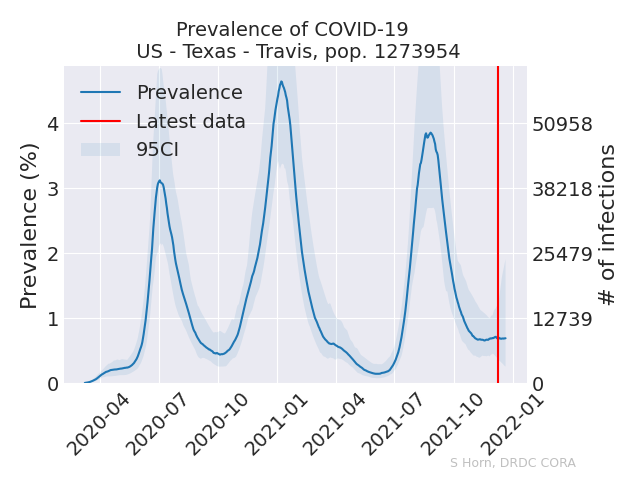 Prevalence of COVID-19
US - Texas - Travis, pop. 1273954
Prevalence
Latest data
95CI
Prevalence (%)
4
3
2
1
0
50958
38218
25479
12739
0
# of infections
2020-04
2020-07
2020-10
2021-01
2021-04
2021-07
2021-10
2022-01
S Horn, DRDC CORA